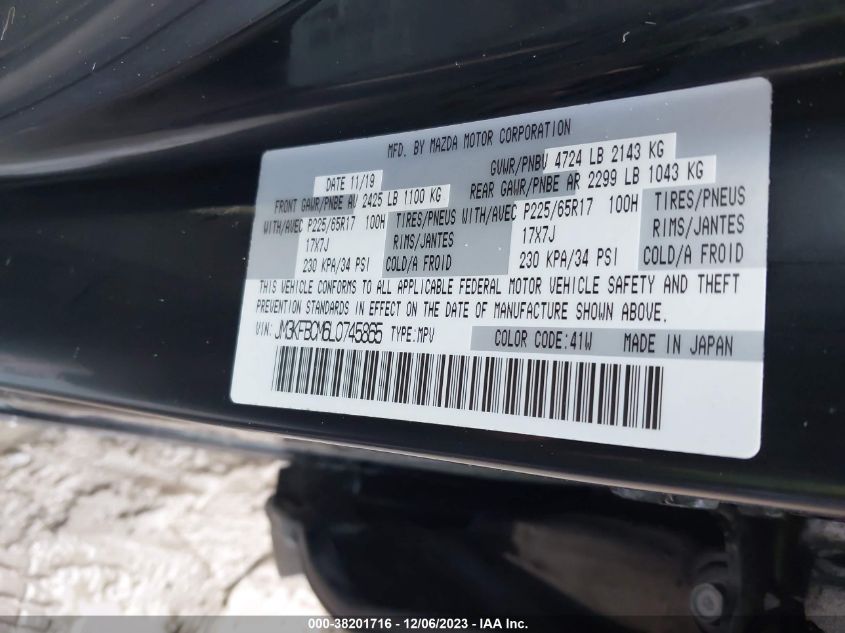 MFD. BY MAZDA MOTOR CORPORATION
DATE 11/19 GVWR/PNBV 4724 LB 2143 KG
FRONT GAWR/PNBE AV 2425 LB 1100 KG REAR GAWR/PNBE AR 2299 LB 1043 KG
WITH/AVEC P225/65R17 100H TIRES/PNEUS WITH/AVEC P225/65R17 100H TIRES/PNEUS
17X7J RIMS/JANTES 17X7J RIMS/JANTES
230 KPA/34 PSI COLD/A FROID 230 KPA/34 PSI COLD/A FROID
THIS VEHICLE CONFORMS TO ALL APPLICABLE FEDERAL MOTOR VEHICLE SAFETY AND THEFT
PREVENTION STANDARDS IN EFFECT ON THE DATE OF MANUFACTURE SHOWN ABOVE.
VIN: JM3KFBCM6L0745865 TYPE:MPV COLOR CODE:41W MADE IN JAPAN
000-38201716 - 12/06/2023 - IAA Inc.